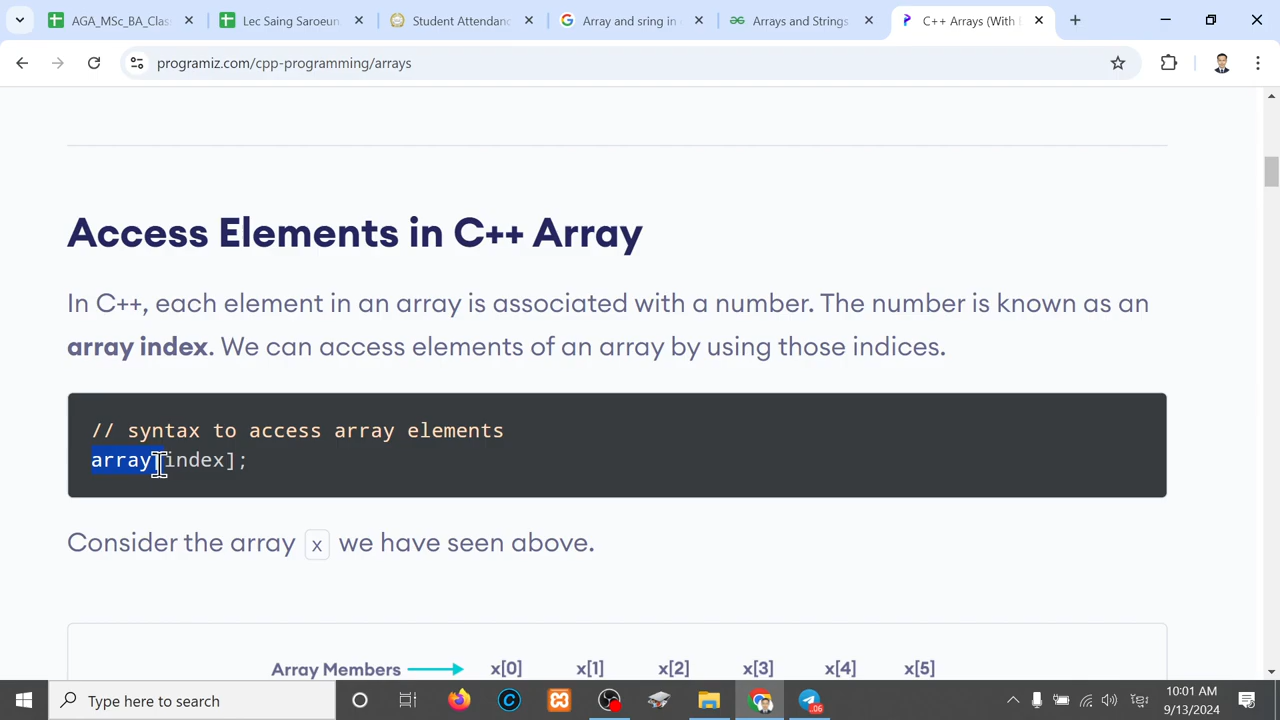 AGA_MSc_BA_Clas
Lec Saing Saroeun
Student Attendanc
Array and sring in
Arrays and Strings
C++ Arrays (With
programiz.com/cpp-programming/arrays
Access Elements in C++ Array
In C++, each element in an array is associated with a number. The number is known as an
array index. We can access elements of an array by using those indices.
// syntax to access array elements
array[index];
Consider the array x we have seen above.
Array Members x[0] x[1] x[2] x[3] x[4] x[5]
Type here to search
10:01 AM
9/13/2024